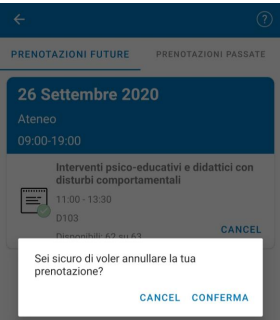 PRENOTAZIONI FUTURE PRENOTAZIONI PASSATE
26 Settembre 2020
Ateneo
09:00-19:00
Interventi psico-educativi e didattici con
disturbi comportamentali
11:00 - 13:30
D103
Disponibili: 62 su 63
CANCEL
Sei sicuro di voler annullare la tua
prenotazione?
CANCEL CONFERMA